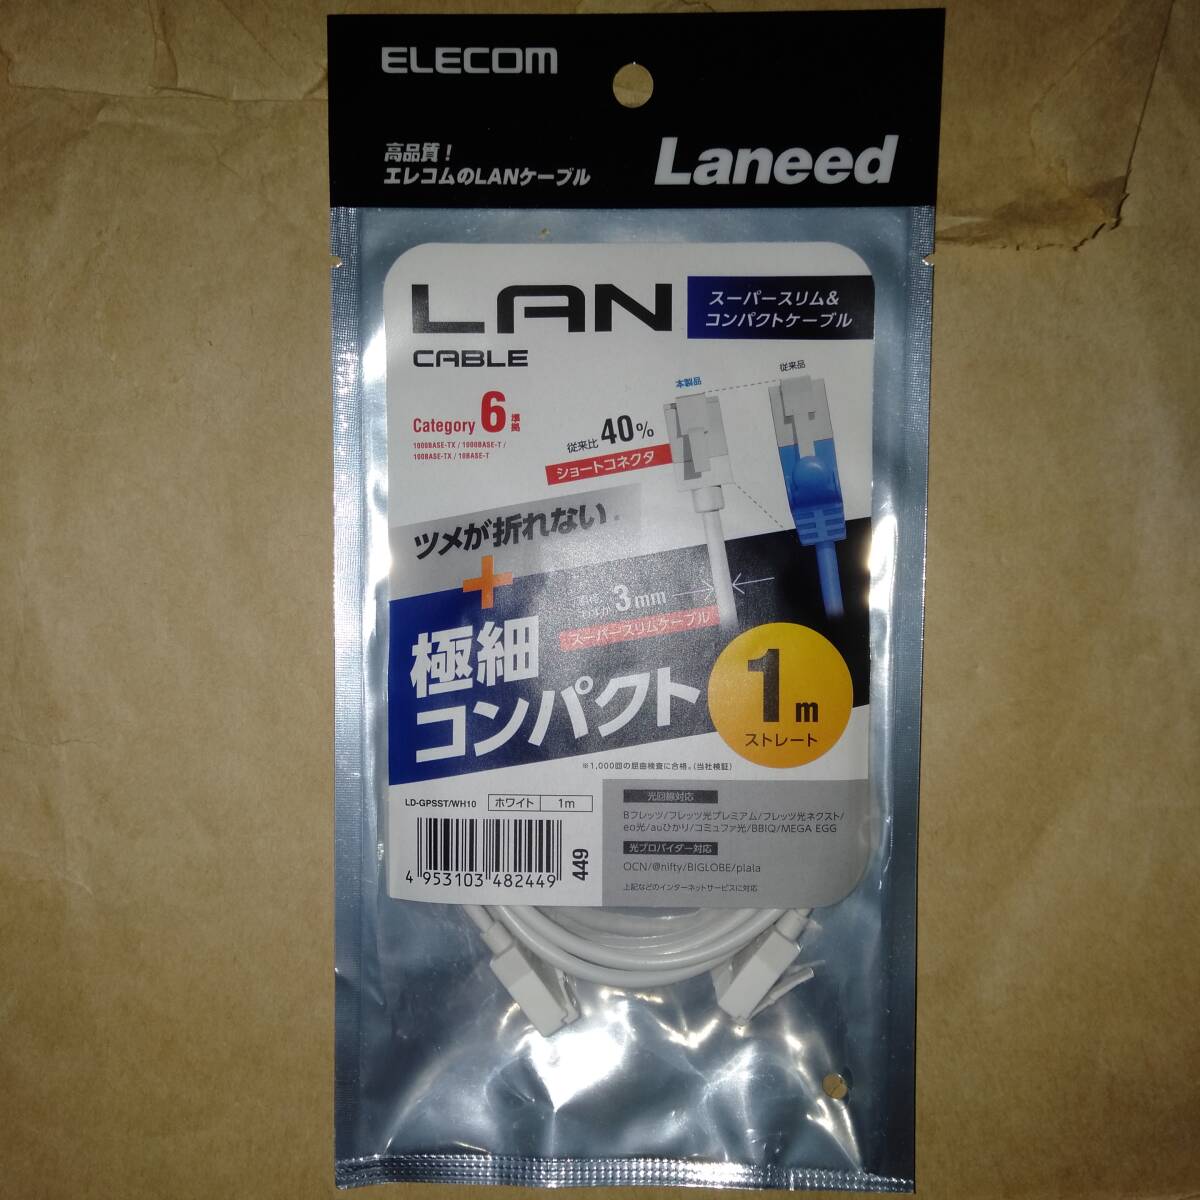 ELECOM
高品質！
エレコムのLANケーブル
Laneed
LAN
CABLE
スーパースリム&
コンパクトケーブル
Category 6 準拠
1000BASE-TX / 1000BASE-T /
100BASE-TX / 10BASE-T
本製品
従来品
従来比 40%
ショートコネクタ
ツメが折れない
+
3mm
スーパースリムケーブル
極細
コンパクト
1m
ストレート
※1,000回の屈曲検査に合格。(当社検証)
LD-GPSST/WH10 ホワイト 1m
4 953103 482449
449
光回線対応
Bフレッツ/フレッツ光プレミアム/フレッツ光ネクスト/
eo光/auひかり/コミュファ光/BBIQ/MEGA EGG
光プロバイダー対応
OCN/@nifty/BIGLOBE/plala
上記などのインターネットサービスに対応